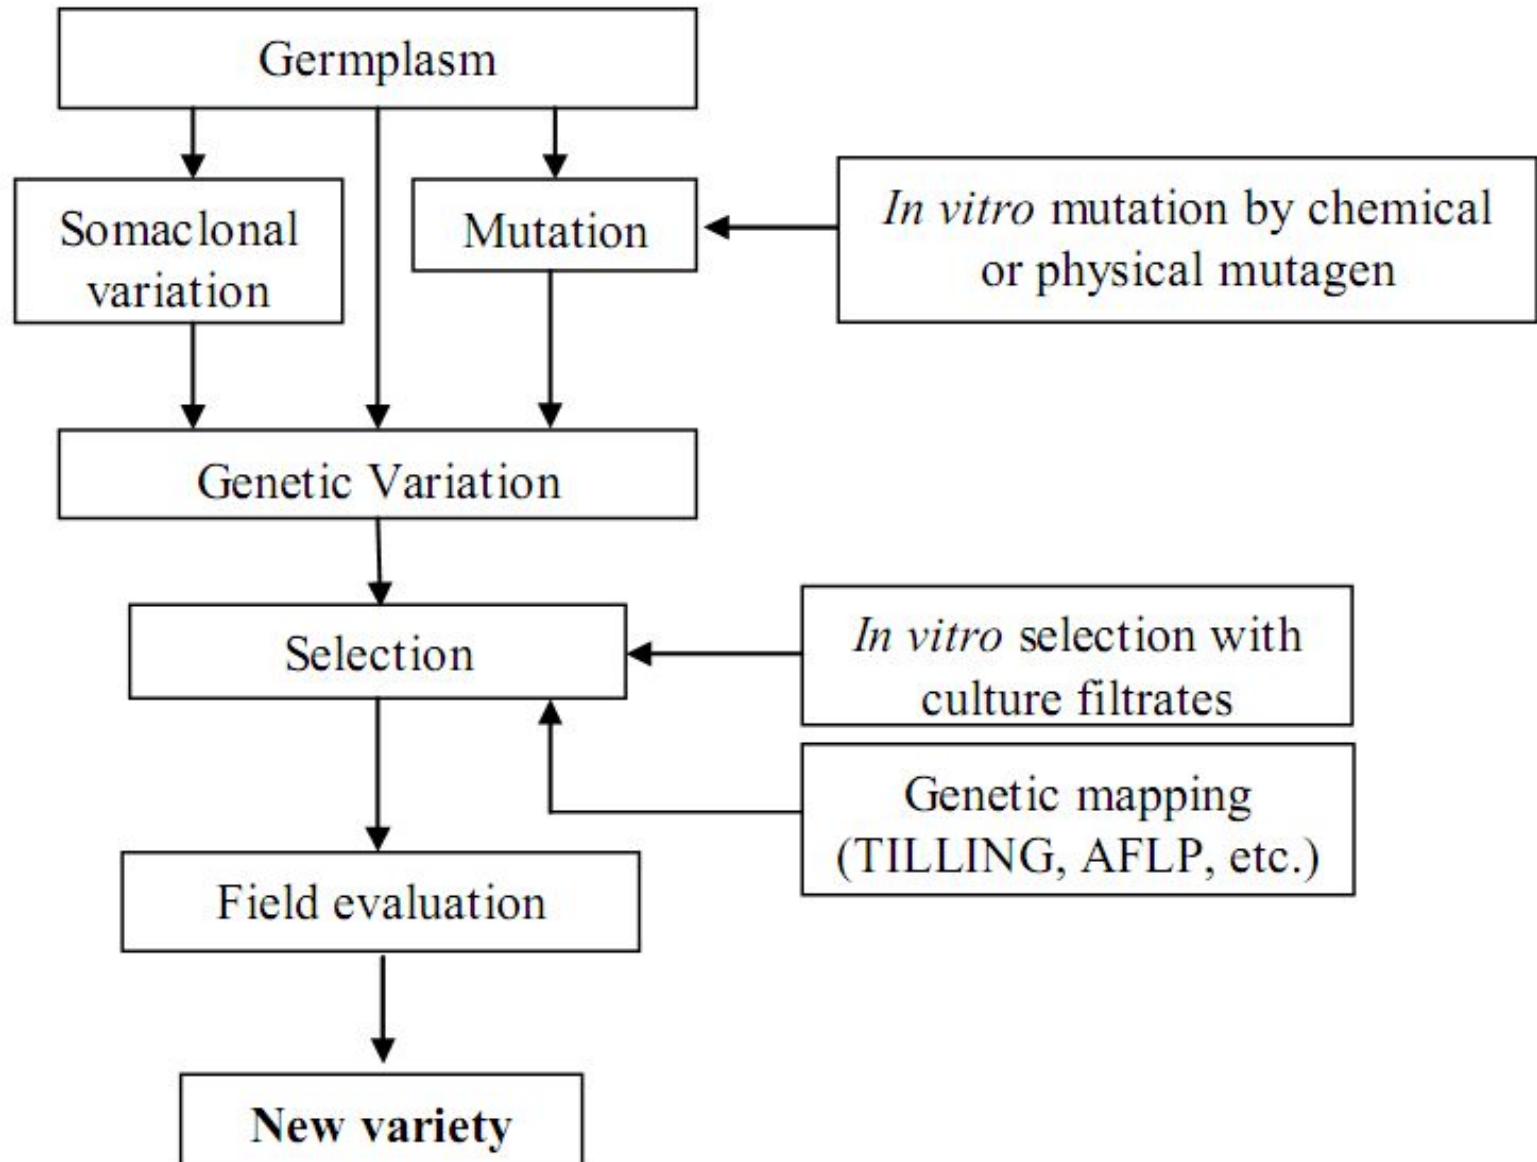 Germplasm
Somaclonal
variation
Mutation
In vitro mutation by chemical
or physical mutagen
Genetic Variation
Selection
In vitro selection with
culture filtrates
Genetic mapping
(TILLING, AFLP, etc.)
Field evaluation
New variety